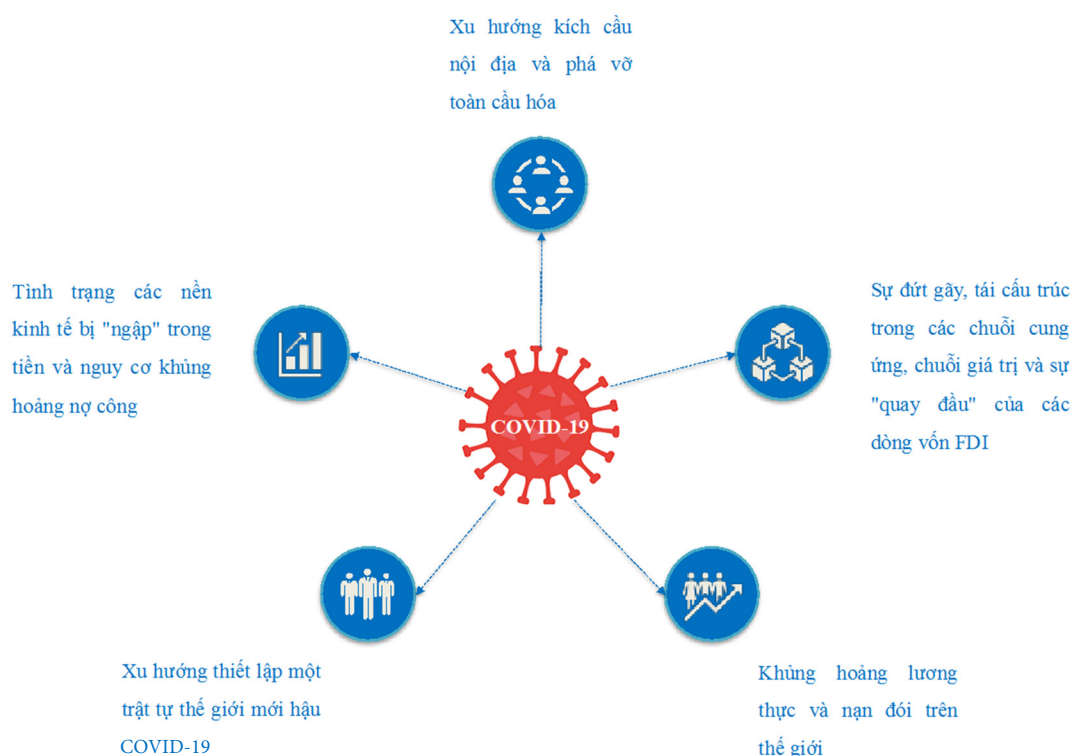 Xu hướng kích cầu
nội địa và phá vỡ
toàn cầu hóa
Tình trạng các nền
kinh tế bị "ngập" trong
tiền và nguy cơ khủng
hoảng nợ công
Sự đứt gãy, tái cấu trúc
trong các chuỗi cung
ứng, chuỗi giá trị và sự
"quay đầu" của các
dòng vốn FDI
COVID-19
Xu hướng thiết lập một
trật tự thế giới mới hậu
COVID-19
Khủng hoảng lương
thực và nạn đói trên
thế giới